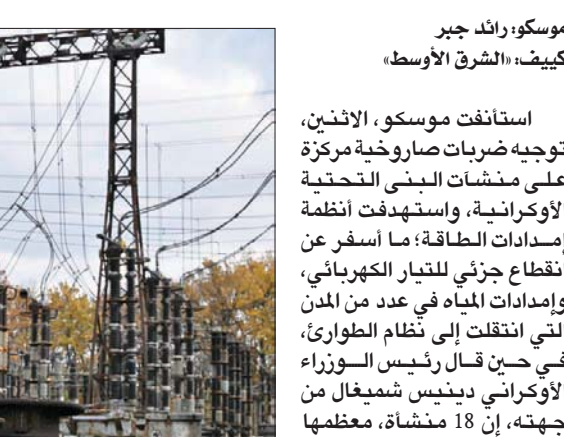 موسكو: رائد جبر
كييف: «الشرق الأوسط»
استأنفت موسكو، الاثنين،
توجيه ضربات صاروخية مركزة
على منشآت البنى التحتية
الأوكرانية، واستهدفت أنظمة
إمدادات الطاقة؛ ما أسفر عن
انقطاع جزئي للتيار الكهربائي،
وإمدادات المياه في عدد من المدن
التي انتقلت إلى نظام الطوارئ،
في حين قال رئيس الوزراء
الأوكراني دينيس شميغال من
جهته، إن 18 منشأة، معظمها